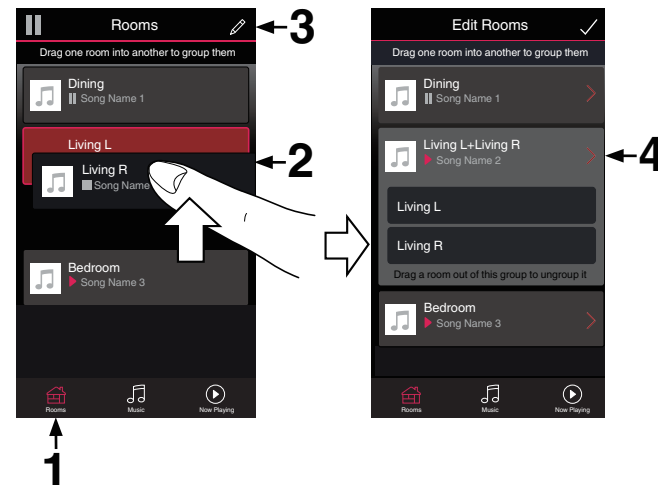 Rooms
3
Drag one room into another to group them
Dining
Song Name 1
Living L
2
Living R
Song Name
Bedroom
Song Name 3
Rooms
Music
Now Playing
1
Edit Rooms
Drag one room into another to group them
Dining
Song Name 1
Living L+Living R
Song Name 2
4
Living L
Living R
Drag a room out of this group to ungroup it
Bedroom
Song Name 3
Rooms
Music
Now Playing